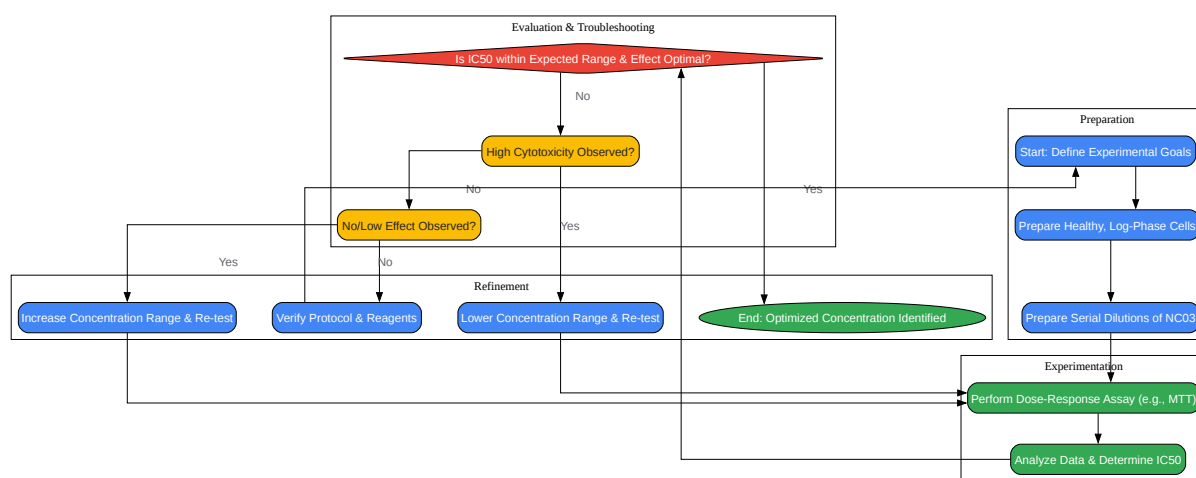 Evaluation & Troubleshooting
Is IC50 within Expected Range & Effect Optimal?
No
Preparation
Start: Define Experimental Goals
High Cytotoxicity Observed?
No
Yes
No/Low Effect Observed?
Yes
Prepare Healthy, Log-Phase Cells
Yes
No
Refinement
Increase Concentration Range & Re-test
Verify Protocol & Reagents
Lower Concentration Range & Re-test
End: Optimized Concentration Identified
Prepare Serial Dilutions of NC03
Experimentation
Perform Dose-Response Assay (e.g., MTT)
Analyze Data & Determine IC50